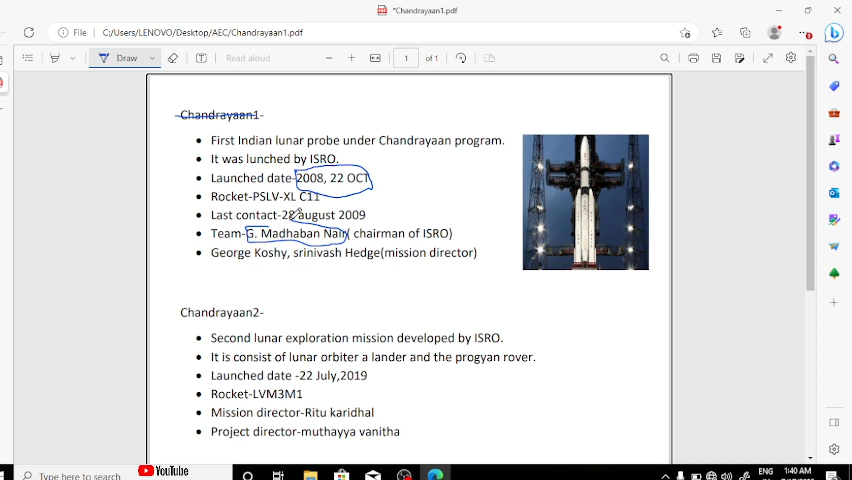 *Chandrayaan1.pdf
File C:/Users/LENOVO/Desktop/AEC/Chandrayaan1.pdf
Draw Read aloud 1 of 1
Chandrayaan1-
• First Indian lunar probe under Chandrayaan program.
• It was lunched by ISRO.
• Launched date-2008, 22 OCT
• Rocket-PSLV-XL C11
• Last contact-28 august 2009
• Team-G. Madhaban Nair( chairman of ISRO)
• George Koshy, srinivash Hedge(mission director)
Chandrayaan2-
• Second lunar exploration mission developed by ISRO.
• It is consist of lunar orbiter a lander and the progyan rover.
• Launched date -22 July,2019
• Rocket-LVM3M1
• Mission director-Ritu karidhal
• Project director-muthayya vanitha
Type here to search YouTube ENG 1:40 AM